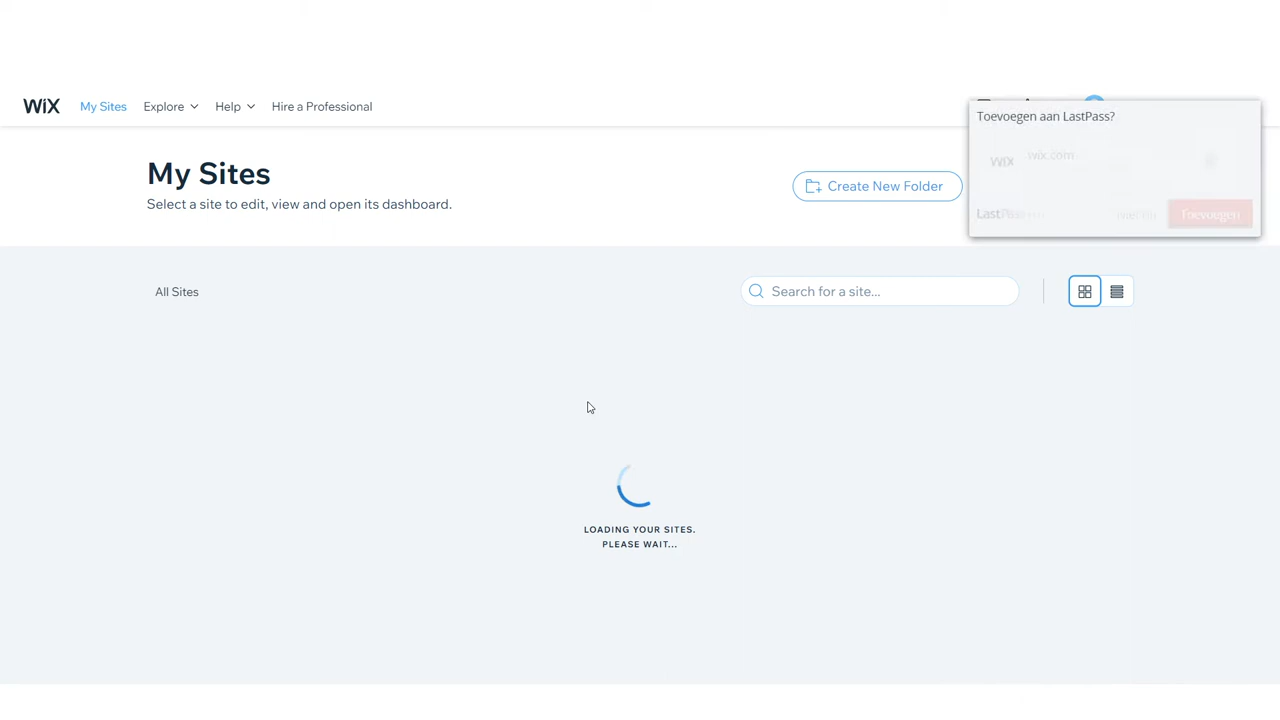 WiX My Sites Explore Help Hire a Professional
Toevoegen aan LastPass?
WiX wix.com
My Sites
Select a site to edit, view and open its dashboard.
Create New Folder
Toevoegen
All Sites
Search for a site...
LOADING YOUR SITES.
PLEASE WAIT...